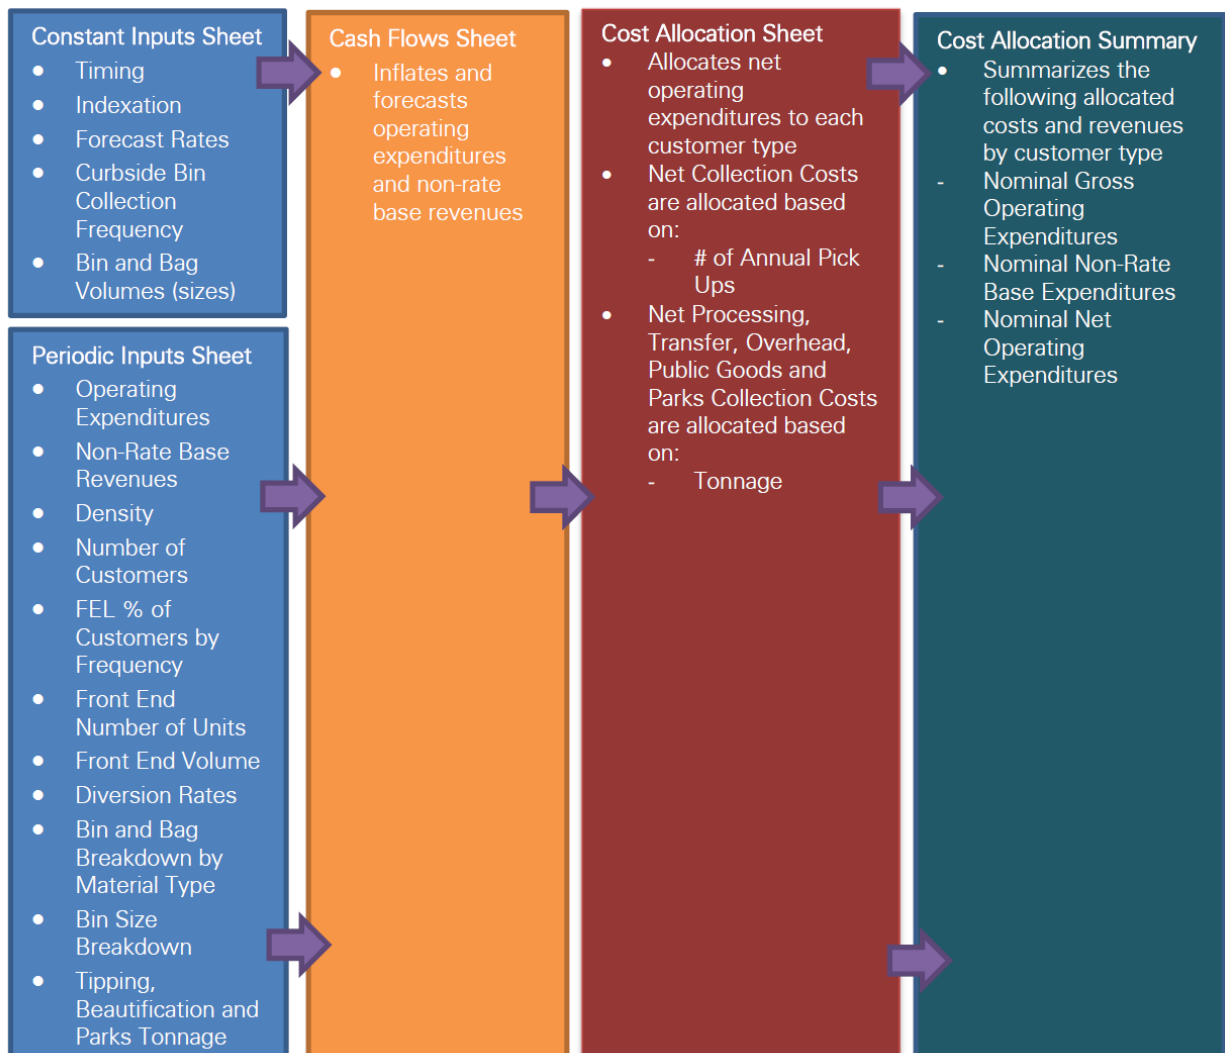 Constant Inputs Sheet
• Timing
• Indexation
• Forecast Rates
• Curbside Bin
Collection
Frequency
• Bin and Bag
Volumes (sizes)
Periodic Inputs Sheet
• Operating
Expenditures
• Non-Rate Base
Revenues
• Density
• Number of
Customers
• FEL % of
Customers by
Frequency
• Front End
Number of Units
• Front End Volume
• Diversion Rates
• Bin and Bag
Breakdown by
Material Type
• Bin Size
Breakdown
• Tipping,
Beautification and
Parks Tonnage
Cash Flows Sheet
• Inflates and
forecasts
operating
expenditures
and non-rate
base revenues
Cost Allocation Sheet
• Allocates net
operating
expenditures to each
customer type
• Net Collection Costs
are allocated based
on:
- # of Annual Pick
Ups
• Net Processing,
Transfer, Overhead,
Public Goods and
Parks Collection Costs
are allocated based
on:
- Tonnage
Cost Allocation Summary
• Summarizes the
following allocated
costs and revenues
by customer type
- Nominal Gross
Operating
Expenditures
- Nominal Non-Rate
Base Expenditures
- Nominal Net
Operating
Expenditures